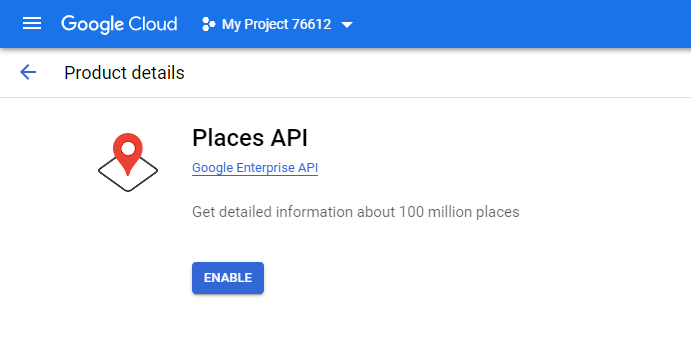 Google Cloud My Project 76612
Product details
Places API
Google Enterprise API
Get detailed information about 100 million places
ENABLE